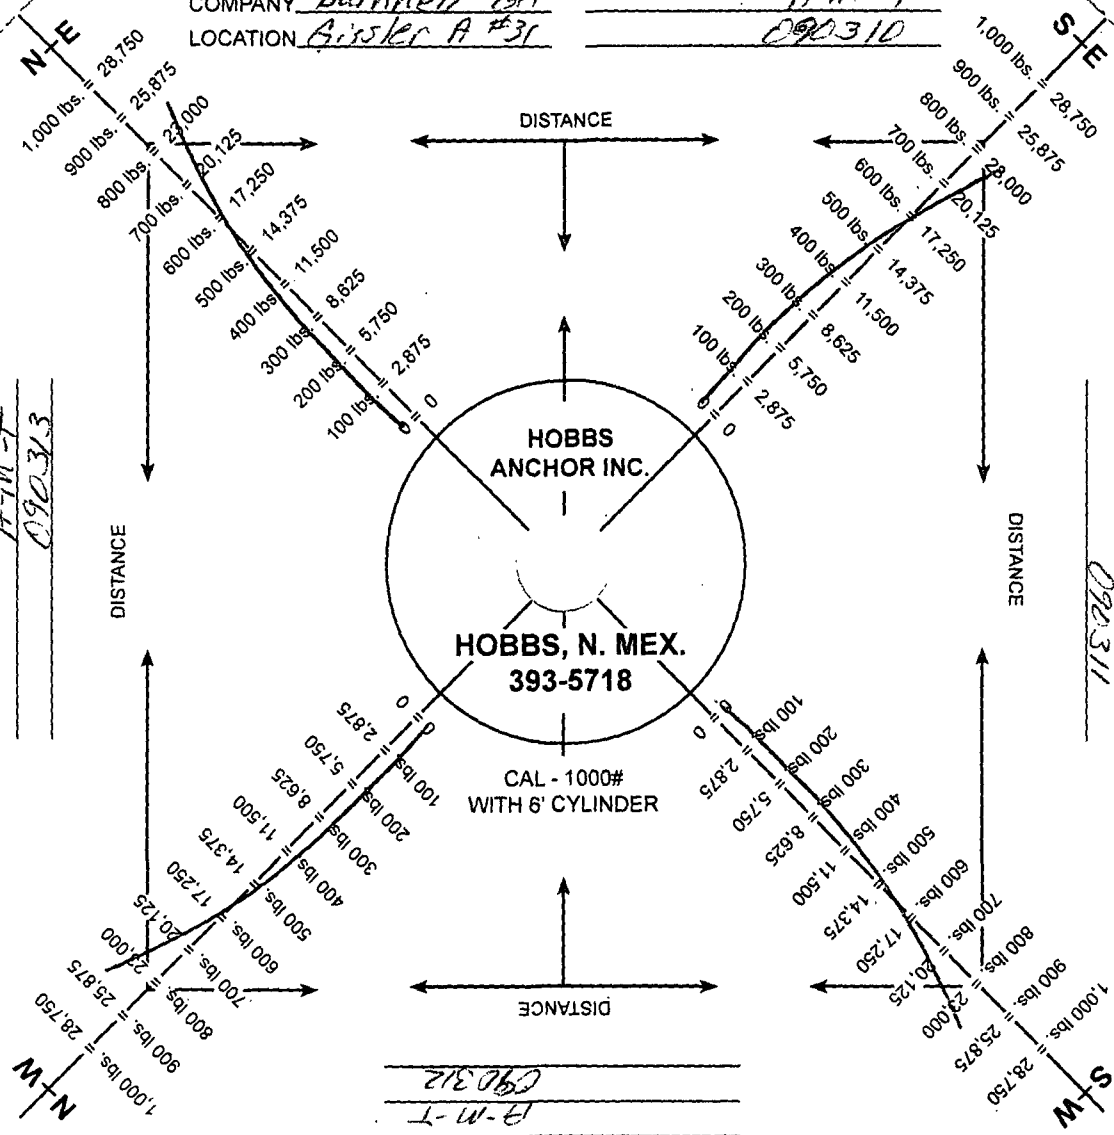 COMPANY
LOCATION Gissler A #31
090310
N-E
1,000 lbs. 28,750
900 lbs. 25,875
800 lbs. 23,000
700 lbs. 20,125
600 lbs. 17,250
500 lbs. 14,375
400 lbs. 11,500
300 lbs. 8,625
200 lbs. 5,750
100 lbs. 2,875
0 0
DISTANCE
S-E
1,000 lbs. 28,750
900 lbs. 25,875
800 lbs. 28,000
700 lbs. 20,125
600 lbs. 17,250
500 lbs. 14,375
400 lbs. 11,500
300 lbs. 8,625
200 lbs. 5,750
100 lbs. 2,875
0 0
HOBBS
ANCHOR INC.
HOBBS, N. MEX.
393-5718
CAL - 1000#
WITH 6' CYLINDER
A-M-T
090313
DISTANCE
DISTANCE
090311
0 0
2,875 100 lbs.
5,750 200 lbs.
8,625 300 lbs.
11,500 400 lbs.
14,375 500 lbs.
17,250 600 lbs.
20,125 700 lbs.
23,000 800 lbs.
25,875 900 lbs.
28,750 1,000 lbs.
N-W
0 0
2,875 100 lbs.
5,750 200 lbs.
8,625 300 lbs.
11,500 400 lbs.
14,375 500 lbs.
17,250 600 lbs.
20,125 700 lbs.
23,000 800 lbs.
25,875 900 lbs.
28,750 1,000 lbs.
S-W
DISTANCE
A-M-T
090312